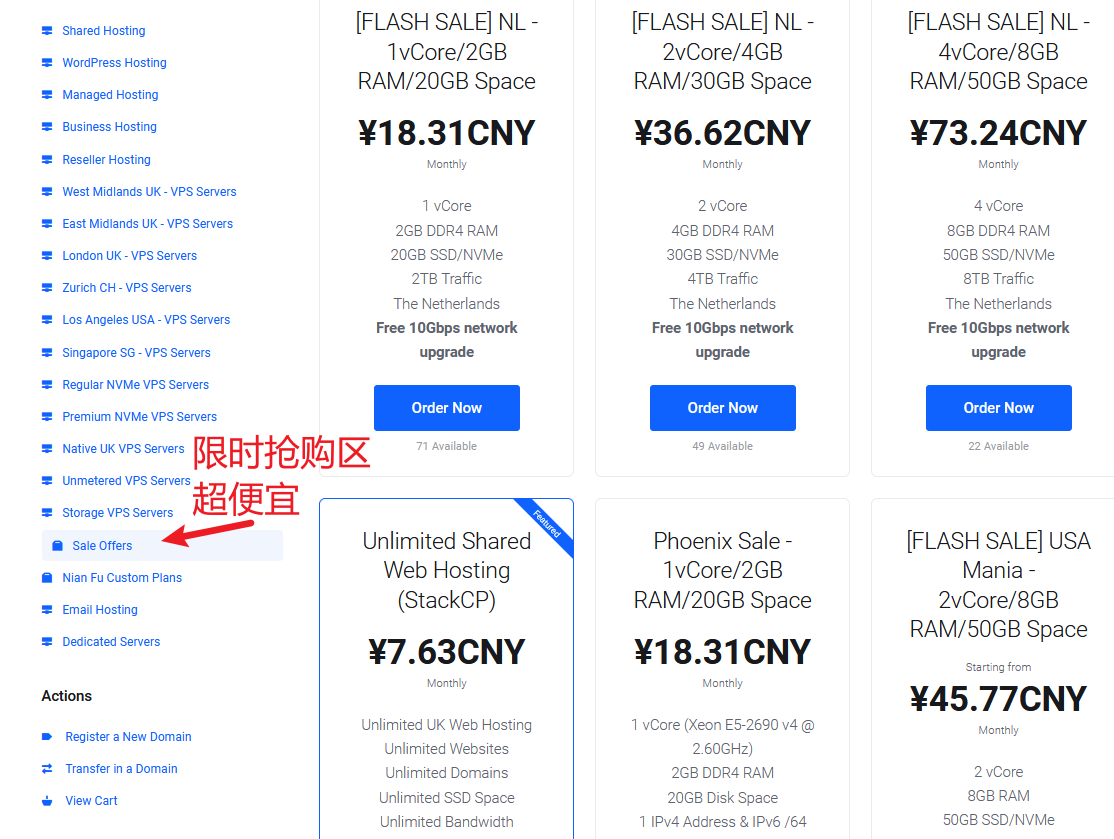 Shared Hosting
WordPress Hosting
Managed Hosting
Business Hosting
Reseller Hosting
West Midlands UK - VPS Servers
East Midlands UK - VPS Servers
London UK - VPS Servers
Zurich CH - VPS Servers
Los Angeles USA - VPS Servers
Singapore SG - VPS Servers
Regular NVMe VPS Servers
Premium NVMe VPS Servers
Native UK VPS Servers
Unmetered VPS Servers
Storage VPS Servers
Sale Offers
Nian Fu Custom Plans
Email Hosting
Dedicated Servers
限时抢购区
超便宜
Actions
Register a New Domain
Transfer in a Domain
View Cart
[FLASH SALE] NL -
1vCore/2GB
RAM/20GB Space
¥18.31CNY
Monthly
1 vCore
2GB DDR4 RAM
20GB SSD/NVMe
2TB Traffic
The Netherlands
Free 10Gbps network
upgrade
Order Now
71 Available
[FLASH SALE] NL -
2vCore/4GB
RAM/30GB Space
¥36.62CNY
Monthly
2 vCore
4GB DDR4 RAM
30GB SSD/NVMe
4TB Traffic
The Netherlands
Free 10Gbps network
upgrade
Order Now
49 Available
[FLASH SALE] NL -
4vCore/8GB
RAM/50GB Space
¥73.24CNY
Monthly
4 vCore
8GB DDR4 RAM
50GB SSD/NVMe
8TB Traffic
The Netherlands
Free 10Gbps network
upgrade
Order Now
22 Available
Featured
Unlimited Shared
Web Hosting
(StackCP)
¥7.63CNY
Monthly
Unlimited UK Web Hosting
Unlimited Websites
Unlimited Domains
Unlimited SSD Space
Unlimited Bandwidth
Phoenix Sale -
1vCore/2GB
RAM/20GB Space
¥18.31CNY
Monthly
1 vCore (Xeon E5-2690 v4 @
2.60GHz)
2GB DDR4 RAM
20GB Disk Space
1 IPv4 Address & IPv6 /64
[FLASH SALE] USA
Mania -
2vCore/8GB
RAM/50GB Space
Starting from
¥45.77CNY
Monthly
2 vCore
8GB RAM
50GB SSD/NVMe